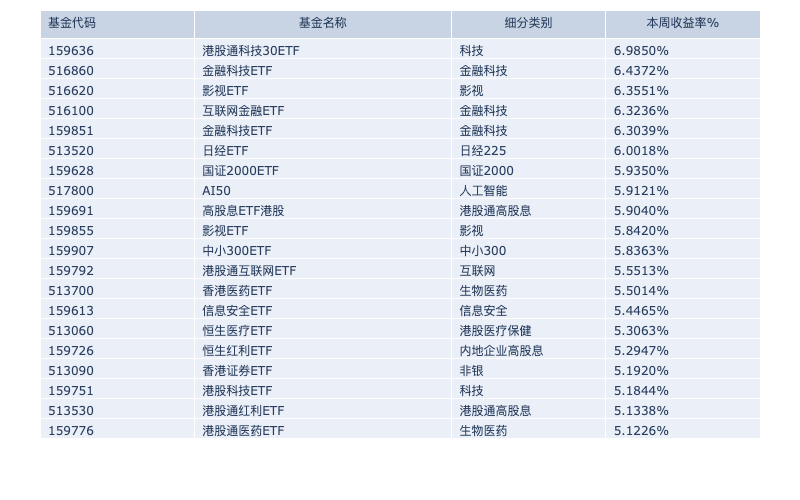 基金代码 基金名称 细分类别 本周收益率%
159636 港股通科技30ETF 科技 6.9850%
516860 金融科技ETF 金融科技 6.4372%
516620 影视ETF 影视 6.3551%
516100 互联网金融ETF 金融科技 6.3236%
159851 金融科技ETF 金融科技 6.3039%
513520 日经ETF 日经225 6.0018%
159628 国证2000ETF 国证2000 5.9350%
517800 AI50 人工智能 5.9121%
159691 高股息ETF港股 港股通高股息 5.9040%
159855 影视ETF 影视 5.8420%
159907 中小300ETF 中小300 5.8363%
159792 港股通互联网ETF 互联网 5.5513%
513700 香港医药ETF 生物医药 5.5014%
159613 信息安全ETF 信息安全 5.4465%
513060 恒生医疗ETF 港股医疗保健 5.3063%
159726 恒生红利ETF 内地企业高股息 5.2947%
513090 香港证券ETF 非银 5.1920%
159751 港股科技ETF 科技 5.1844%
513530 港股通红利ETF 港股通高股息 5.1338%
159776 港股通医药ETF 生物医药 5.1226%